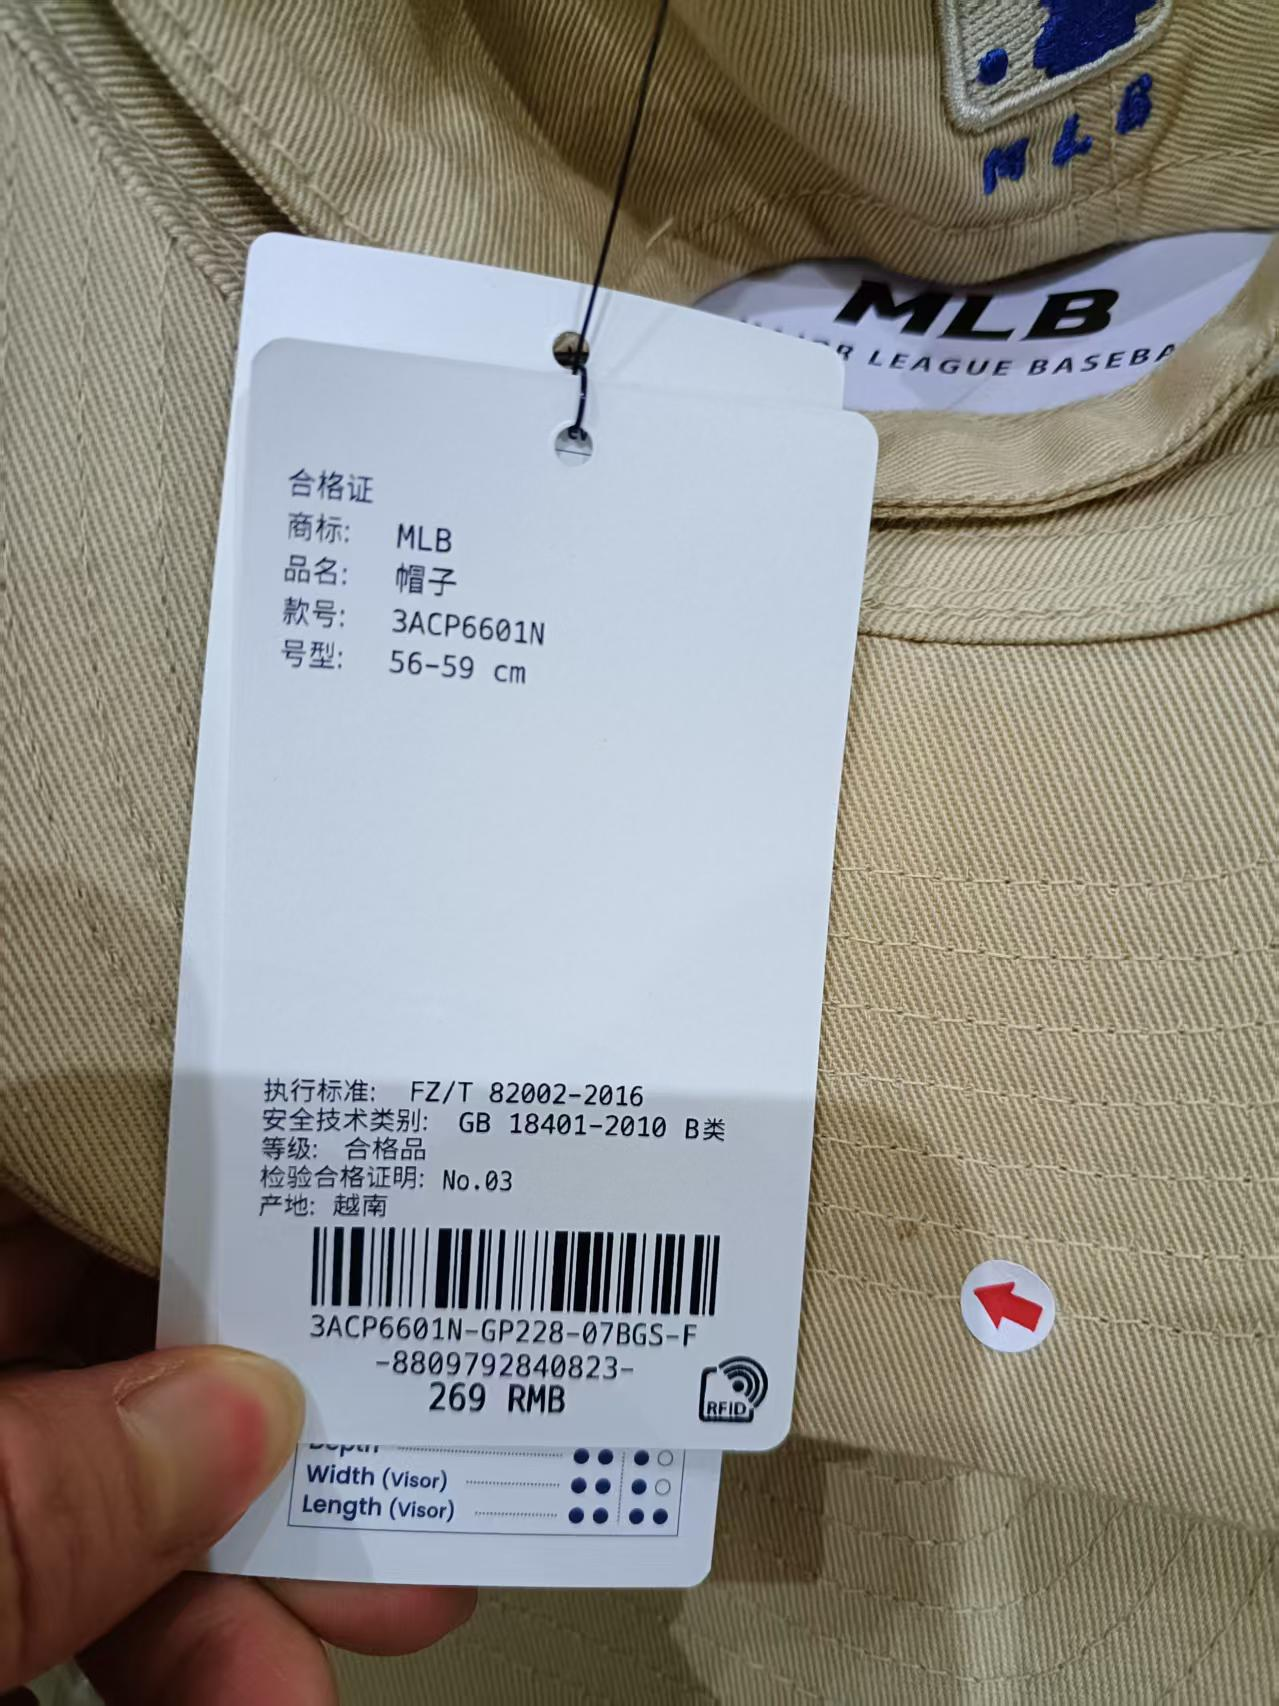 MLB
MLB
LEAGUE BASEBA
合格证
商标: MLB
品名: 帽子
款号: 3ACP6601N
号型: 56-59 cm
执行标准: FZ/T 82002-2016
安全技术类别: GB 18401-2010 B类
等级: 合格品
检验合格证明: No.03
产地: 越南
3ACP6601N-GP228-07BGS-F
-8809792840823-
269 RMB
RFID
Depth
Width (Visor)
Length (Visor)